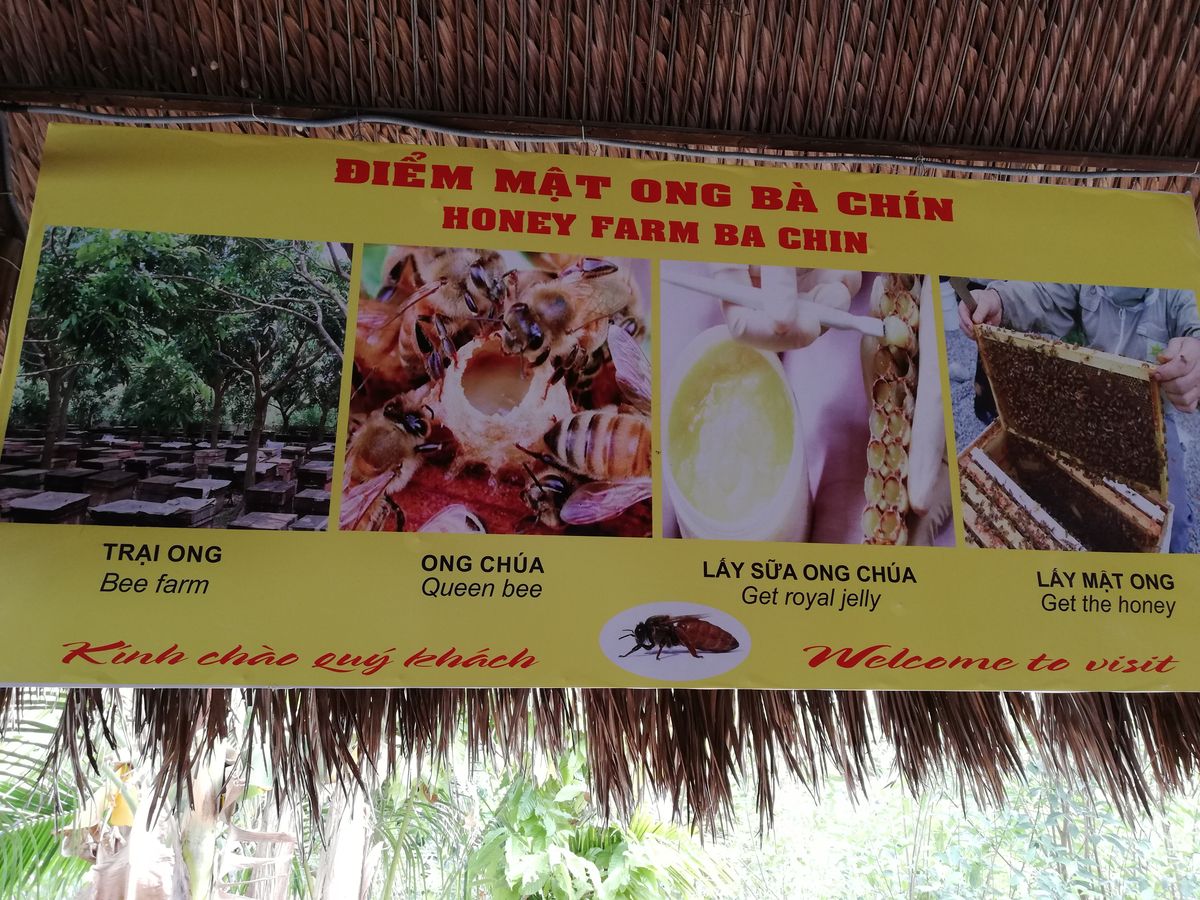 ĐIỂM MẬT ONG BÀ CHÍN
HONEY FARM BA CHIN
TRẠI ONG
Bee farm
ONG CHÚA
Queen bee
LẤY SỮA ONG CHÚA
Get royal jelly
LẤY MẬT ONG
Get the honey
Kính chào quý khách
Welcome to visit